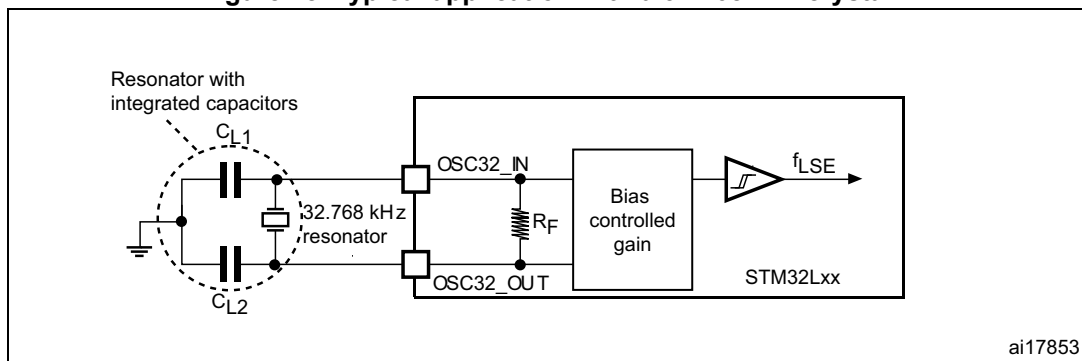 Resonator with
integrated capacitors
CL1
OSC32_IN
fLSE
32.768 kHz
resonator
RF
Bias
controlled
gain
OSC32_OUT
STM32Lxx
CL2
ai17853